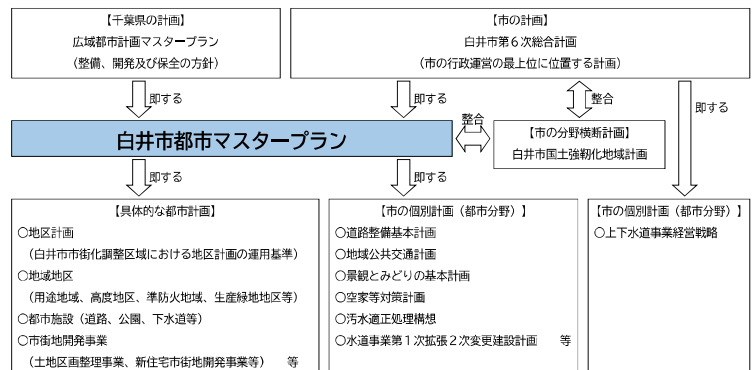 【千葉県の計画】
広域都市計画マスタープラン
（整備、開発及び保全の方針）
【市の計画】
白井市第６次総合計画
（市の行政運営の最上位に位置する計画）
即する
即する
整合
即する
整合
白井市都市マスタープラン
【市の分野横断計画】
白井市国土強靭化地域計画
即する
即する
【具体的な都市計画】
○地区計画
（白井市市街化調整区域における地区計画の運用基準）
○地域地区
（用途地域、高度地区、準防火地域、生産緑地地区等）
○都市施設（道路、公園、下水道等）
○市街地開発事業
（土地区画整理事業、新住宅市街地開発事業等）　等
【市の個別計画（都市分野）】
○道路整備基本計画
○地域公共交通計画
○景観とみどりの基本計画
○空家等対策計画
○汚水適正処理構想
○水道事業第１次拡張２次変更建設計画　等
【市の個別計画（都市分野）】
○上下水道事業経営戦略